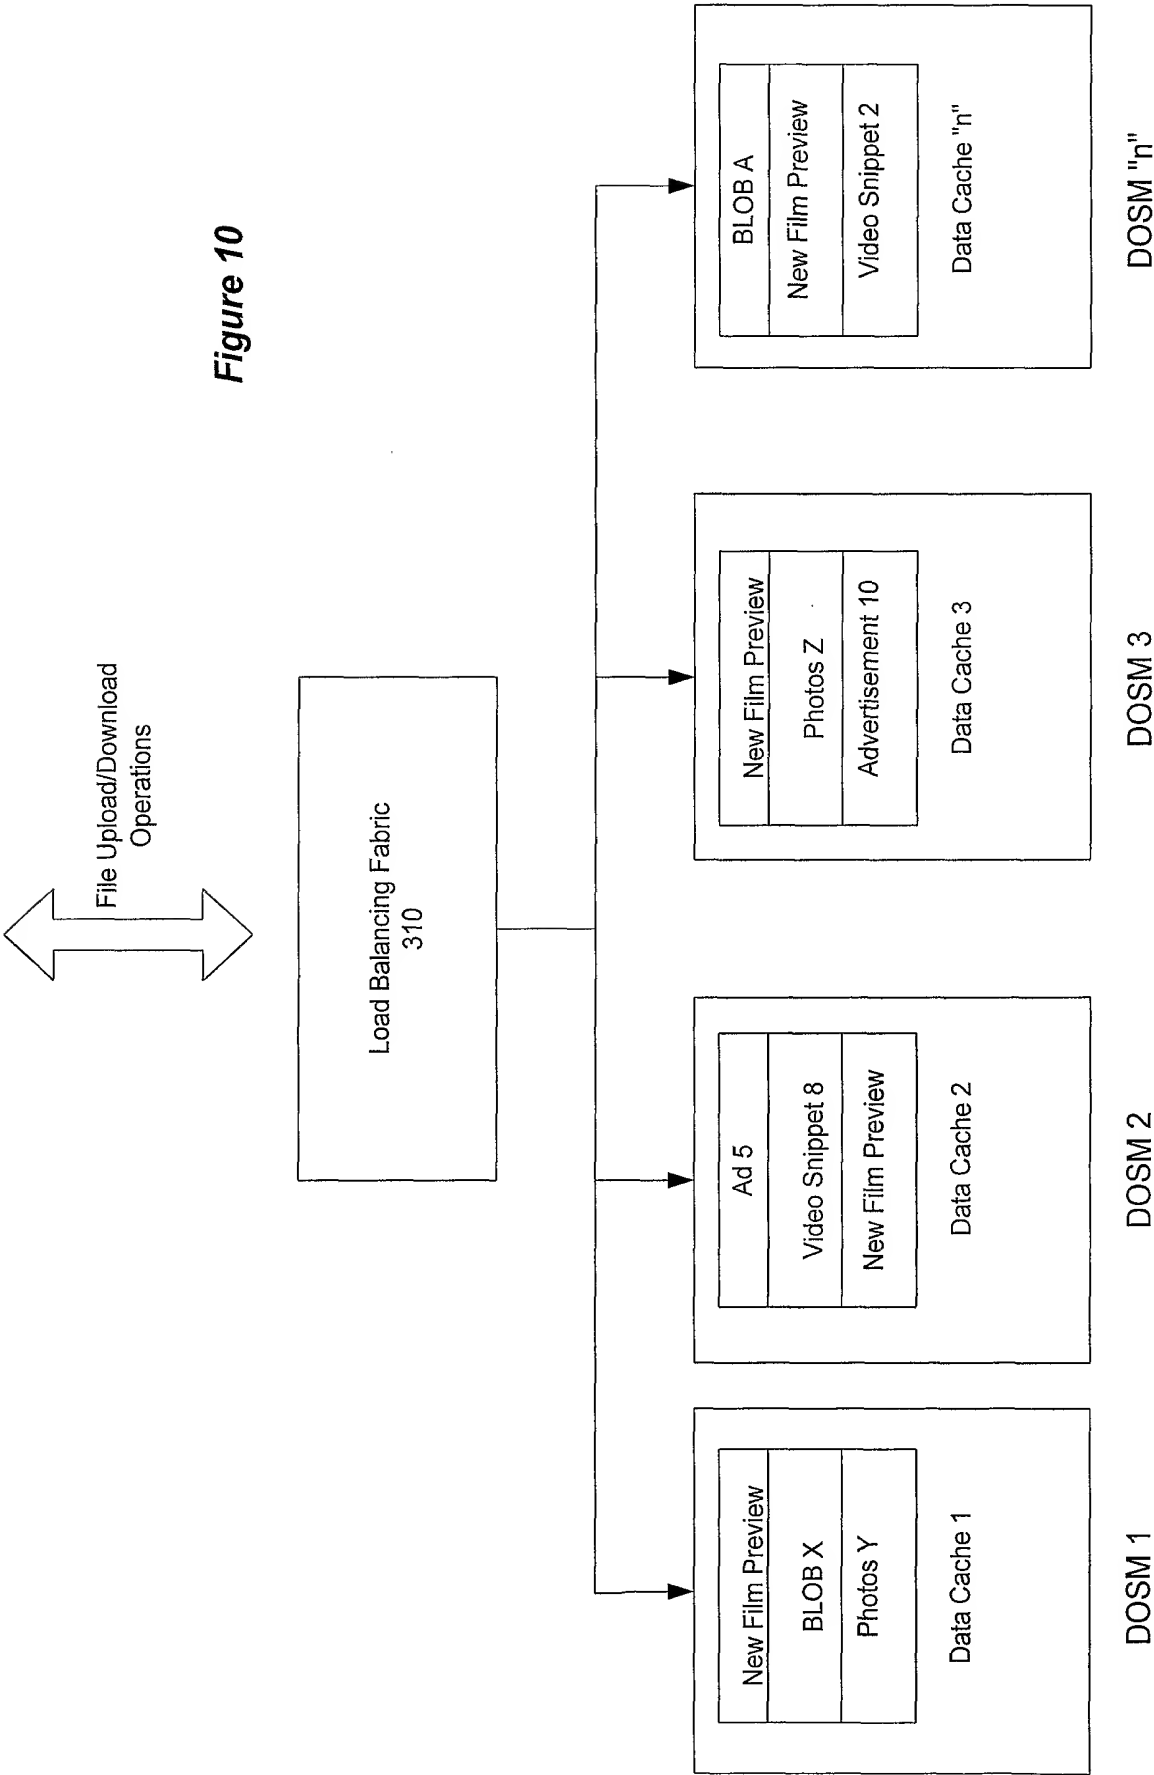 File Upload/Download
Operations
Figure 10
Load Balancing Fabric
310
New Film Preview
BLOB X
Photos Y
Data Cache 1
DOSM 1
Ad 5
Video Snippet 8
New Film Preview
Data Cache 2
DOSM 2
New Film Preview
Photos Z
Advertisement 10
Data Cache 3
DOSM 3
BLOB A
New Film Preview
Video Snippet 2
Data Cache "n"
DOSM "n"